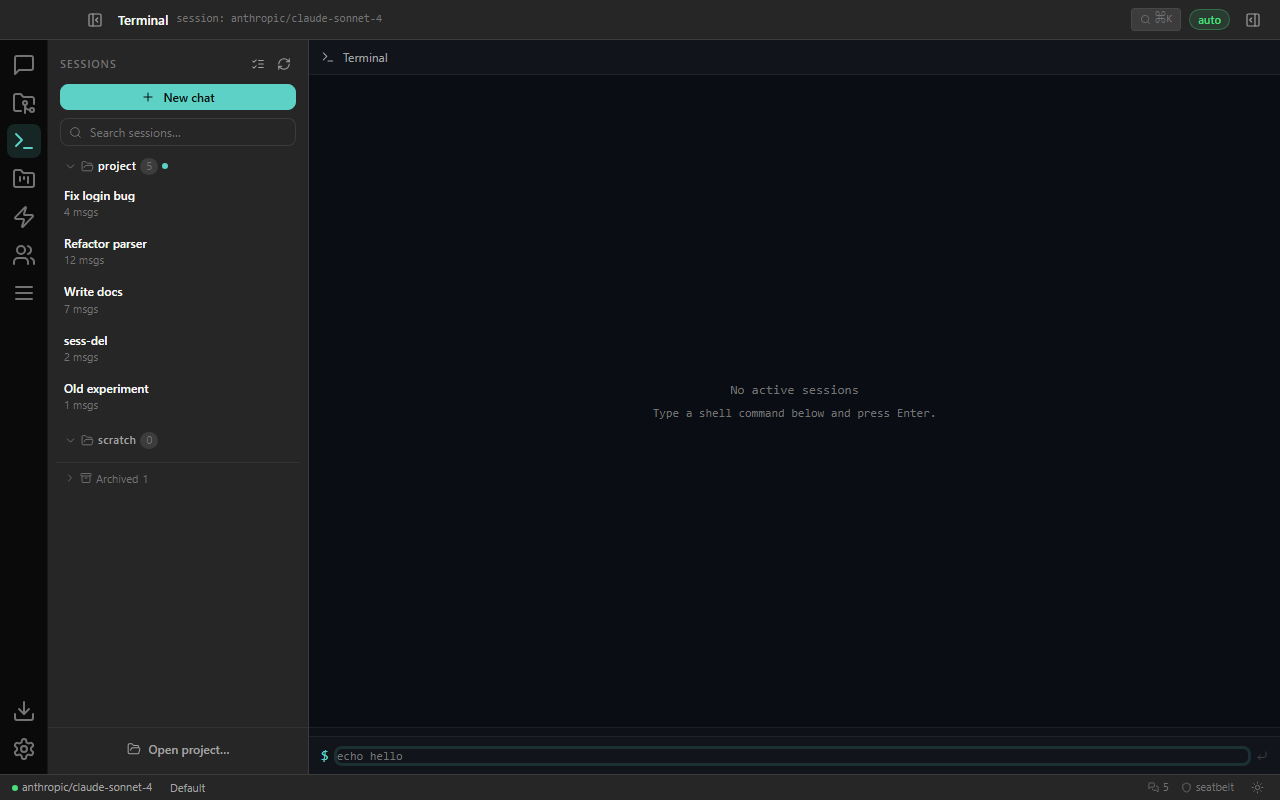 Terminal session: anthropic/claude-sonnet-4
⌘K
auto
SESSIONS
+ New chat
Search sessions...
project 5
Fix login bug
4 msgs
Refactor parser
12 msgs
Write docs
7 msgs
sess-del
2 msgs
Old experiment
1 msgs
scratch 0
Archived 1
Open project...
Terminal
No active sessions
Type a shell command below and press Enter.
$ echo hello
anthropic/claude-sonnet-4 Default
5 seatbelt